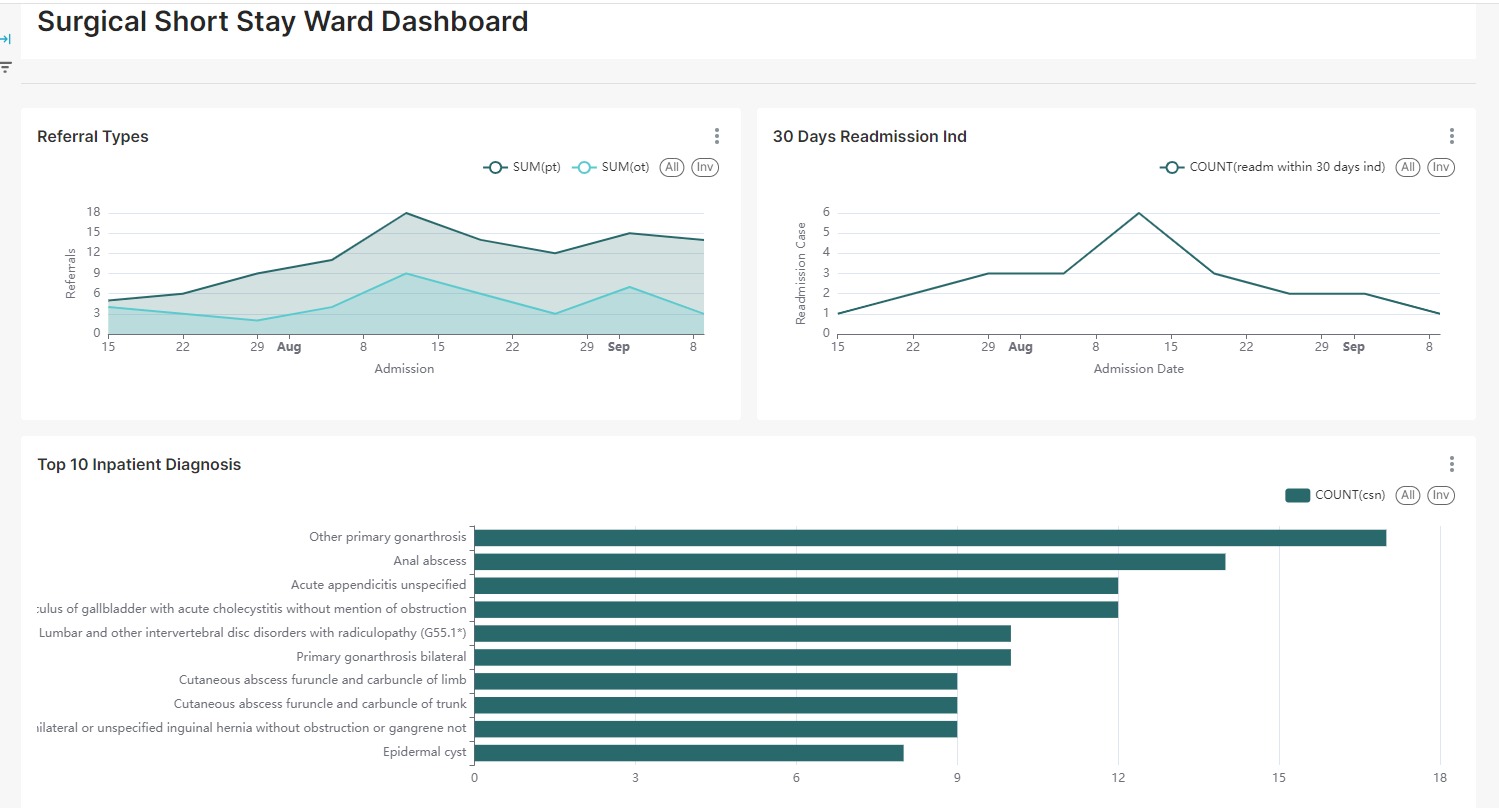 Surgical Short Stay Ward Dashboard
Referral Types
SUM(pt) SUM(ot) All Inv
Referrals
18
15
12
9
6
3
0
15 22 29 Aug 8 15 22 29 Sep 8
Admission
30 Days Readmission Ind
COUNT(readm within 30 days ind) All Inv
Readmission Case
6
5
4
3
2
1
0
15 22 29 Aug 8 15 22 29 Sep 8
Admission Date
Top 10 Inpatient Diagnosis
COUNT(csn) All Inv
Other primary gonarthrosis
Anal abscess
Acute appendicitis unspecified
culus of gallbladder with acute cholecystitis without mention of obstruction
Lumbar and other intervertebral disc disorders with radiculopathy (G55.1*)
Primary gonarthrosis bilateral
Cutaneous abscess furuncle and carbuncle of limb
Cutaneous abscess furuncle and carbuncle of trunk
nilateral or unspecified inguinal hernia without obstruction or gangrene not
Epidermal cyst
0 3 6 9 12 15 18